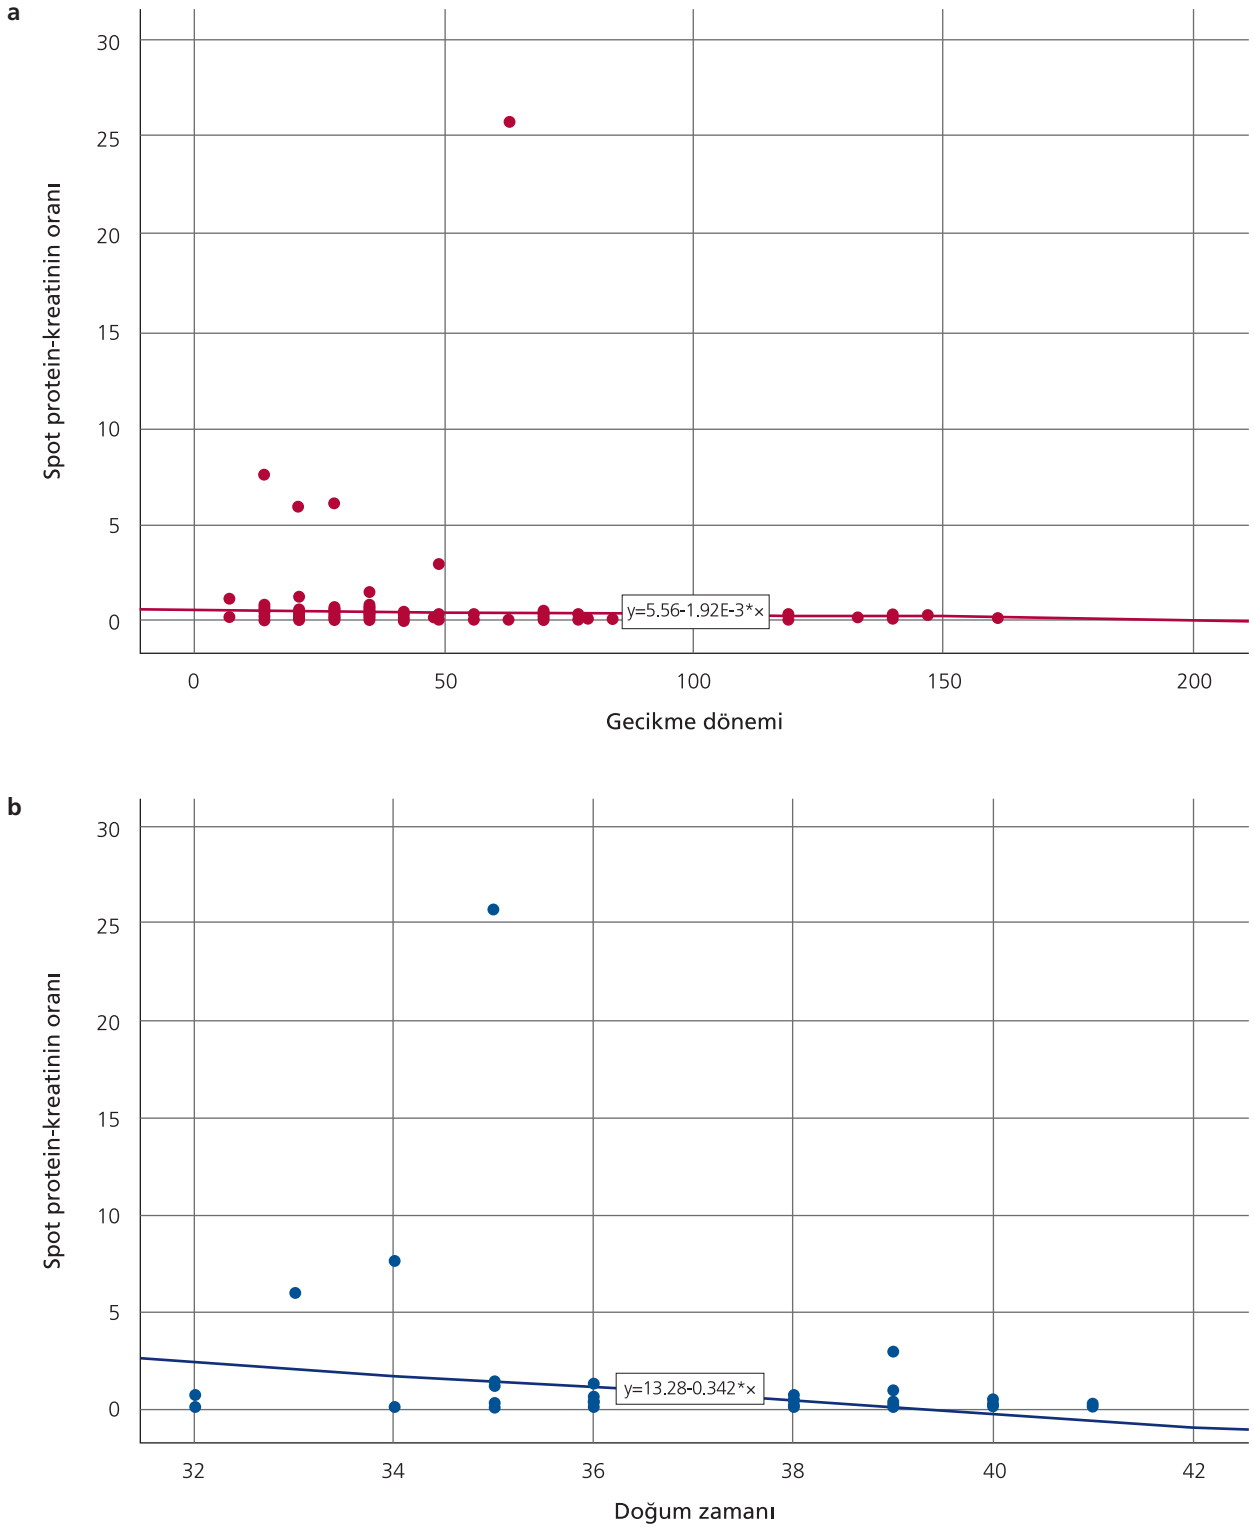 a
30
25
20
15
10
5
0
Spot protein-kreatinin oranı
y=5.56-1.92E-3*×
0 50 100 150 200
Gecikme dönemi
b
30
25
20
15
10
5
0
Spot protein-kreatinin oranı
y=13.28-0.342*×
32 34 36 38 40 42
Doğum zamanı